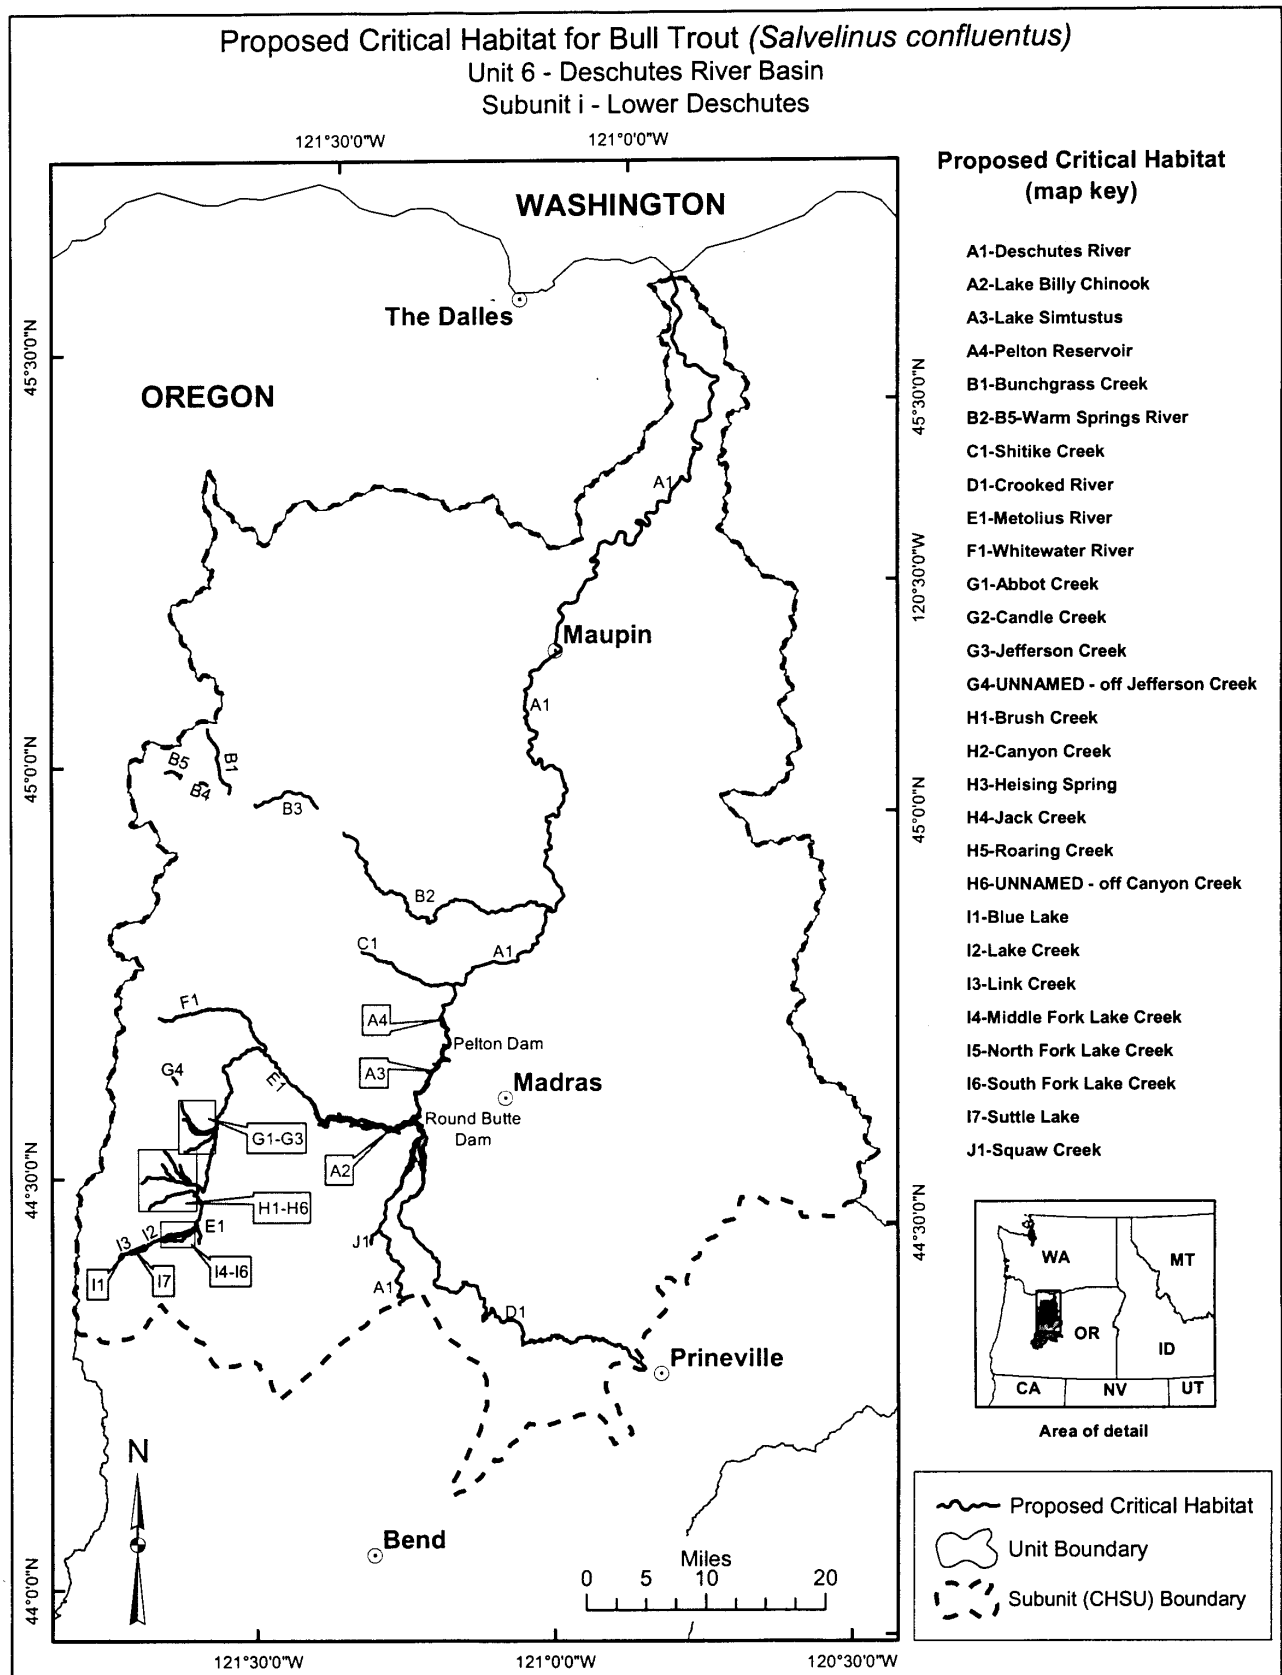 Proposed Critical Habitat for Bull Trout (Salvelinus confluentus)
Unit 6 - Deschutes River Basin
Subunit i - Lower Deschutes
121°30'0"W
121°0'0"W
WASHINGTON
The Dalles
OREGON
45°30'0"N
45°30'0"N
A1
120°30'0"W
Maupin
A1
45°0'0"N
45°0'0"N
B5
B1
B4
B3
B2
C1
A1
F1
A4
Pelton Dam
G4
E1
A3
Madras
Round Butte
Dam
G1-G3
A2
44°30'0"N
44°30'0"N
H1-H6
E1
I3
I2
J1
I1
I7
I4-I6
A1
D1
Prineville
N
Bend
Miles
0 5 10 20
44°0'0"N
121°30'0"W
121°0'0"W
120°30'0"W
Proposed Critical Habitat
(map key)
A1-Deschutes River
A2-Lake Billy Chinook
A3-Lake Simtustus
A4-Pelton Reservoir
B1-Bunchgrass Creek
B2-B5-Warm Springs River
C1-Shitike Creek
D1-Crooked River
E1-Metolius River
F1-Whitewater River
G1-Abbot Creek
G2-Candle Creek
G3-Jefferson Creek
G4-UNNAMED - off Jefferson Creek
H1-Brush Creek
H2-Canyon Creek
H3-Heising Spring
H4-Jack Creek
H5-Roaring Creek
H6-UNNAMED - off Canyon Creek
I1-Blue Lake
I2-Lake Creek
I3-Link Creek
I4-Middle Fork Lake Creek
I5-North Fork Lake Creek
I6-South Fork Lake Creek
I7-Suttle Lake
J1-Squaw Creek
WA
MT
OR
ID
CA
NV
UT
Area of detail
Proposed Critical Habitat
Unit Boundary
Subunit (CHSU) Boundary